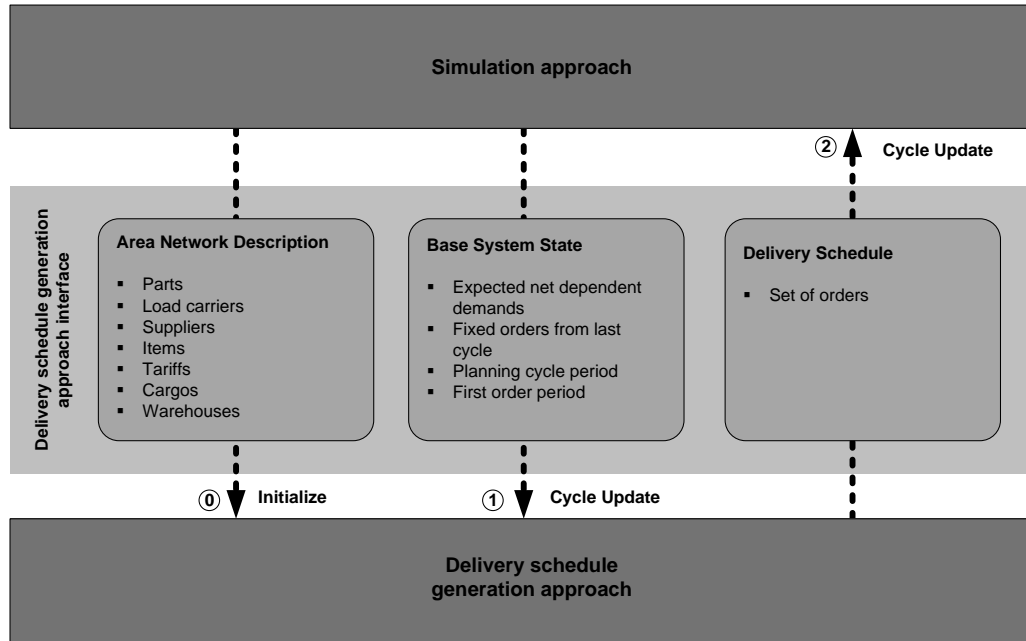 Simulation approach
② Cycle Update
Delivery schedule generation
approach interface
Area Network Description
▪ Parts
▪ Load carriers
▪ Suppliers
▪ Items
▪ Tariffs
▪ Cargos
▪ Warehouses
Base System State
▪ Expected net dependent
demands
▪ Fixed orders from last
cycle
▪ Planning cycle period
▪ First order period
Delivery Schedule
▪ Set of orders
⓪ Initialize
① Cycle Update
Delivery schedule
generation approach